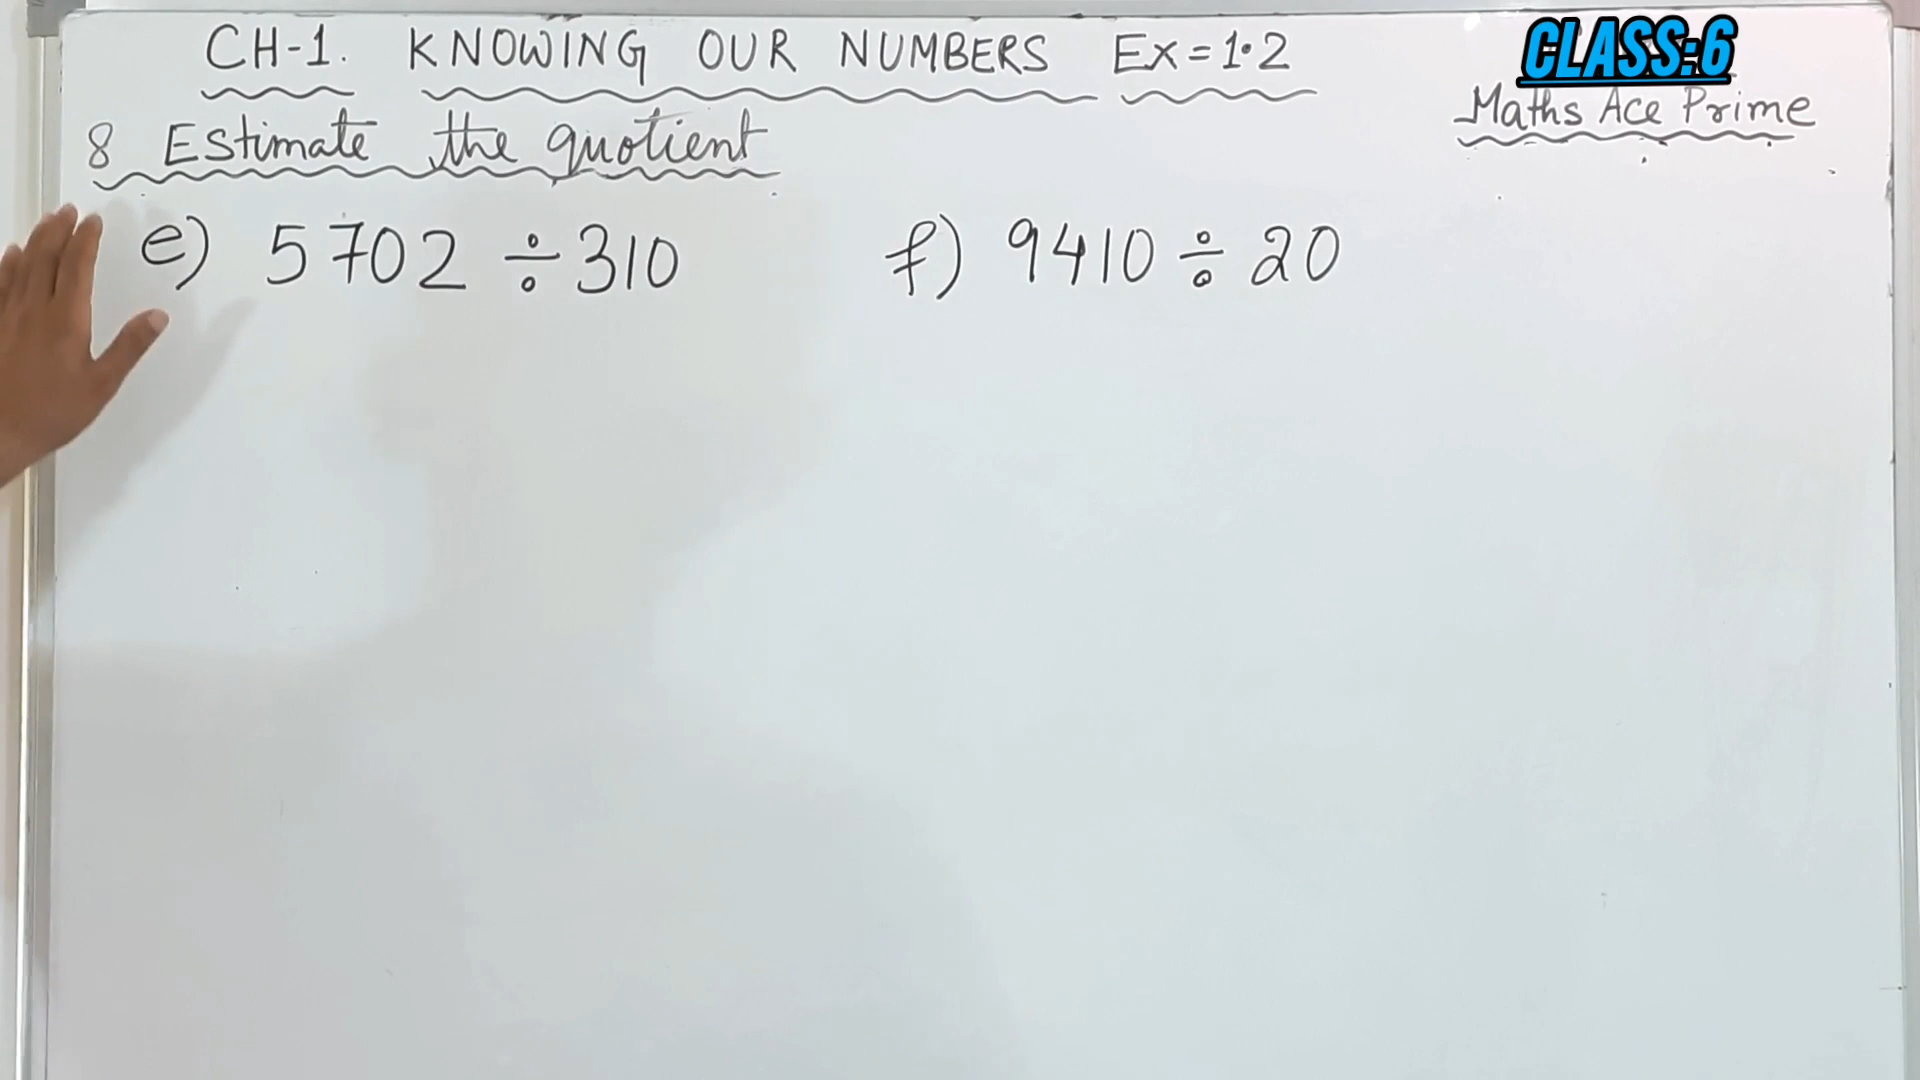 CH-1. KNOWING OUR NUMBERS Ex=1.2
CLASS:6
Maths Ace Prime
8 Estimate the quotient
e) 5702 ÷ 310 f) 9410 ÷ 20